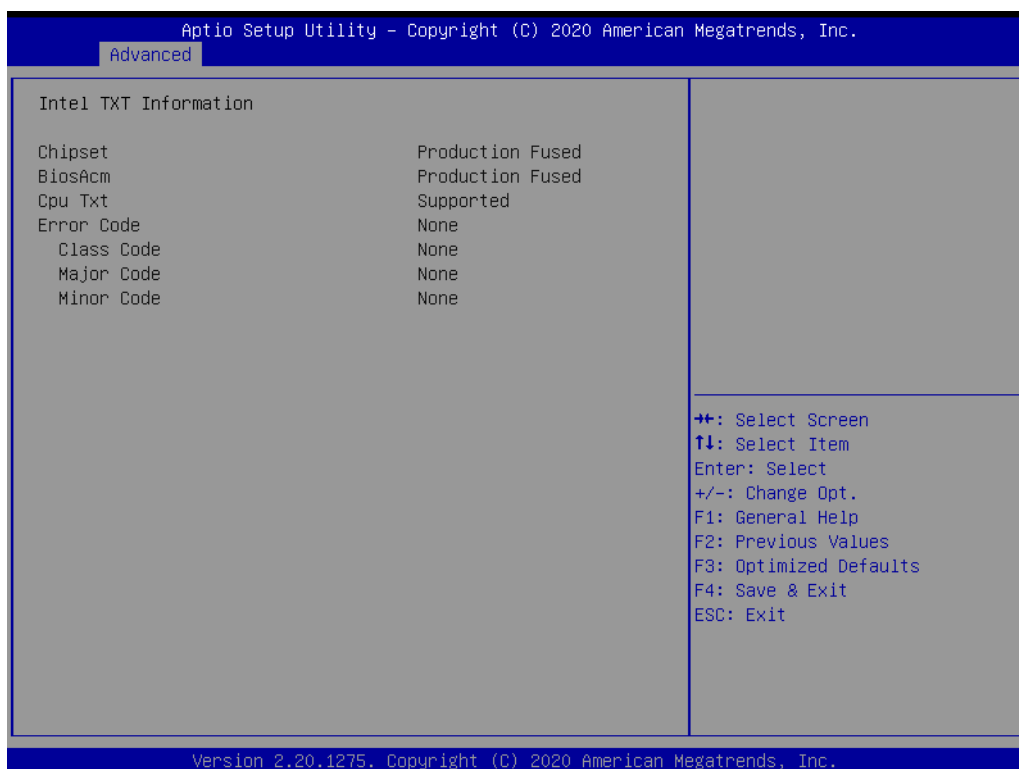 Aptio Setup Utility – Copyright (C) 2020 American Megatrends, Inc.
Advanced
Intel TXT Information
Chipset Production Fused
BiosAcm Production Fused
Cpu Txt Supported
Error Code None
Class Code None
Major Code None
Minor Code None
→←: Select Screen
↑↓: Select Item
Enter: Select
+/-: Change Opt.
F1: General Help
F2: Previous Values
F3: Optimized Defaults
F4: Save & Exit
ESC: Exit
Version 2.20.1275. Copyright (C) 2020 American Megatrends, Inc.